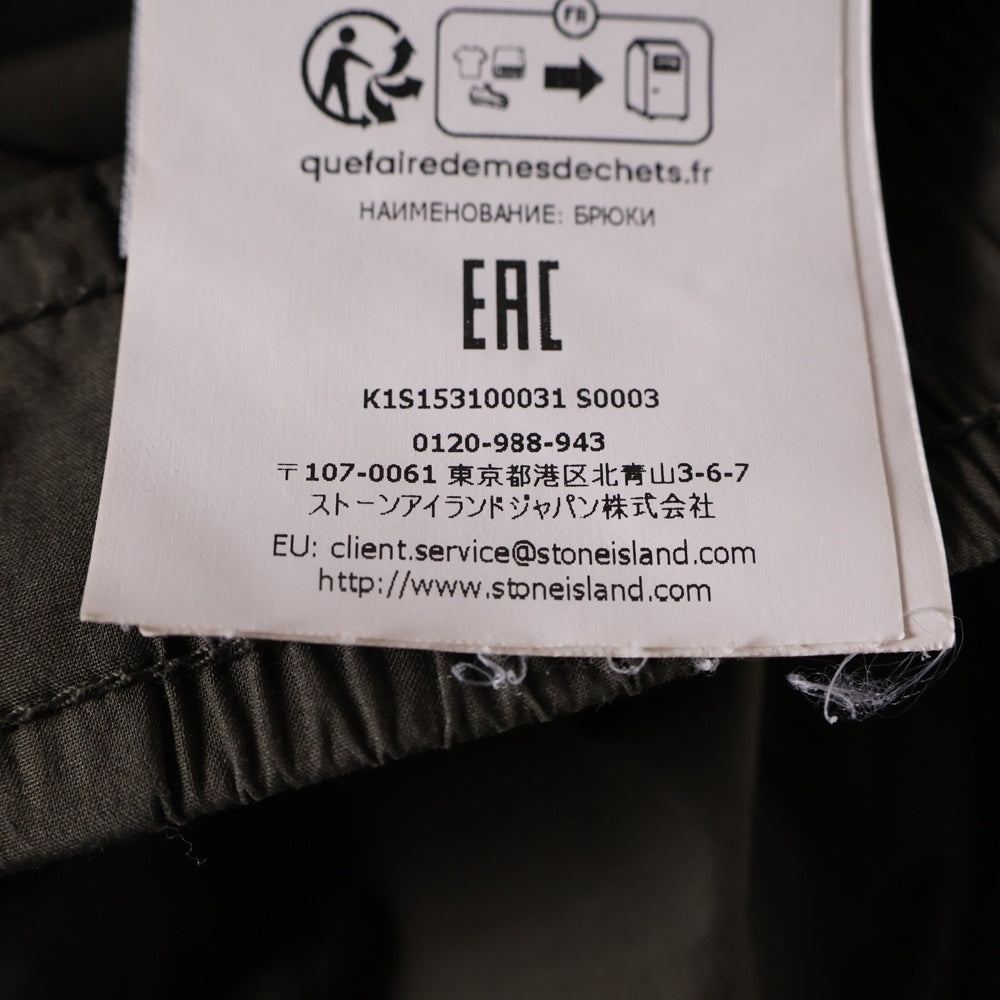 FR
quefairedemesdechets.fr
НАИМЕНОВАНИЕ: БРЮКИ
EAC
K1S153100031 S0003
0120-988-943
〒107-0061 東京都港区北青山3-6-7
ストーンアイランドジャパン株式会社
EU: client.service@stoneisland.com
http://www.stoneisland.com